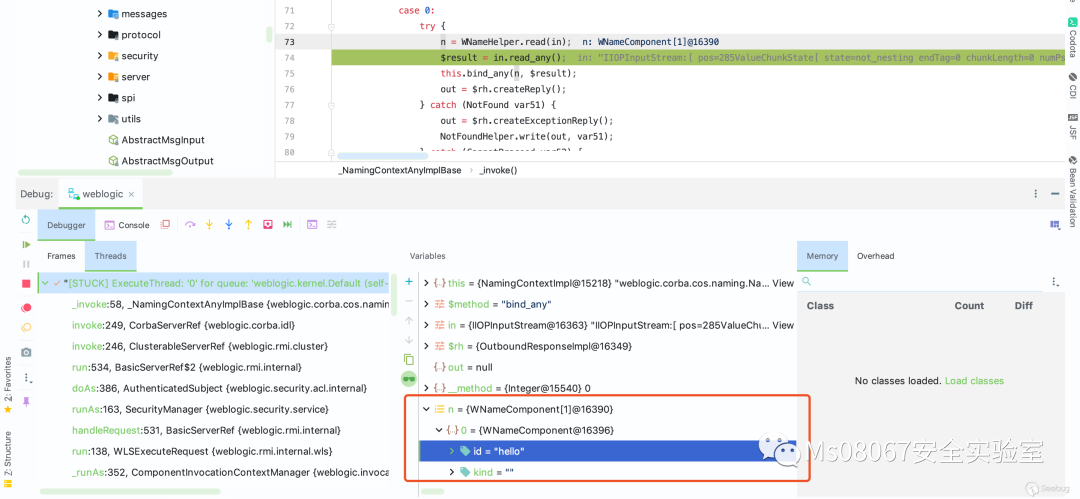 messages
protocol
security
server
spi
utils
AbstractMsgInput
AbstractMsgOutput
71 case 0:
72 try {
73 n = WNameHelper.read(in); n: WNameComponent[1]@16390
74 $result = in.read_any(); in: "IIOPInputStream:[ pos=285ValueChunkState[ state=not_nesting endTag=0 chunkLength=0 numPs
75 this.bind_any(n, $result);
76 out = $rh.createReply();
77 } catch (NotFound var51) {
78 out = $rh.createExceptionReply();
79 NotFoundHelper.write(out, var51);
80
_NamingContextAnyImplBase › _invoke()
Codota
CDI
JSF
Bean Validation
Debug: weblogic ×
Debugger Console
Frames Threads
"[STUCK] ExecuteThread: '0' for queue: 'weblogic.kernel.Default (self-
_invoke:58, _NamingContextAnyImplBase {weblogic.corba.cos.naming
invoke:249, CorbaServerRef {weblogic.corba.idl}
invoke:246, ClusterableServerRef {weblogic.rmi.cluster}
run:534, BasicServerRef$2 {weblogic.rmi.internal}
doAs:386, AuthenticatedSubject {weblogic.security.acl.internal}
runAs:163, SecurityManager {weblogic.security.service}
handleRequest:531, BasicServerRef {weblogic.rmi.internal}
run:138, WLSExecuteRequest {weblogic.rmi.internal.wls}
_runAs:352, ComponentInvocationContextManager {weblogic.invoca
Variables
this = {NamingContextImpl@15218} "weblogic.corba.cos.naming.Na... View
$method = "bind_any"
in = {IIOPInputStream@16363} "IIOPInputStream:[ pos=285ValueChu... View
$rh = {OutboundResponseImpl@16349}
out = null
__method = {Integer@15540} 0
n = {WNameComponent[1]@16390}
0 = {WNameComponent@16396}
id = "hello"
kind = ""
Memory Overhead
Class Count Diff
No classes loaded. Load classes
2: Favorites
7: Structure
Ms08067安全实验室
Seebug